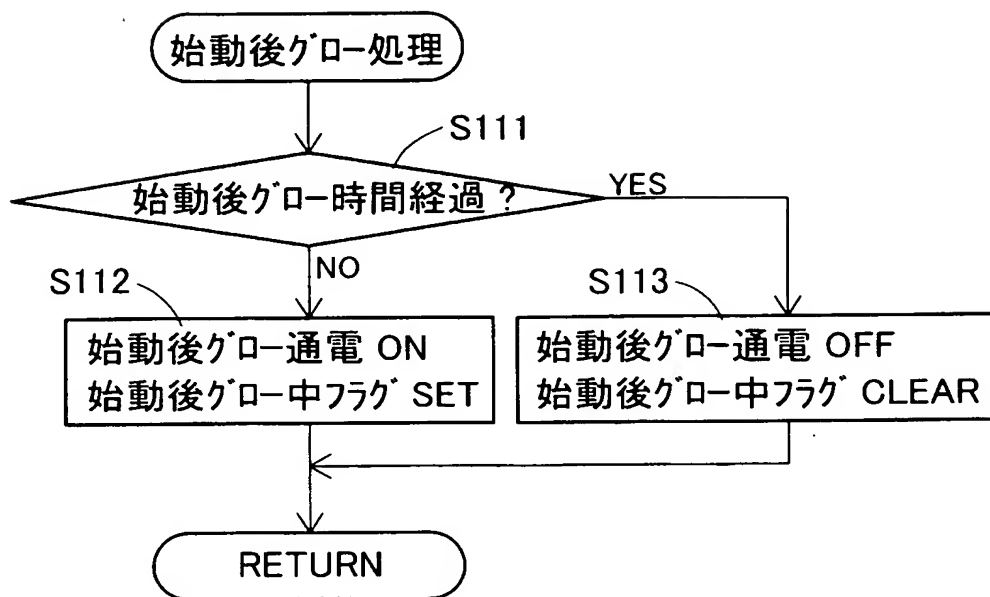 始動後グロー処理
S111
始動後グロー時間経過?
YES
NO
S112
S113
始動後グロー通電 ON
始動後グロー中フラグ SET
始動後グロー通電 OFF
始動後グロー中フラグ CLEAR
RETURN